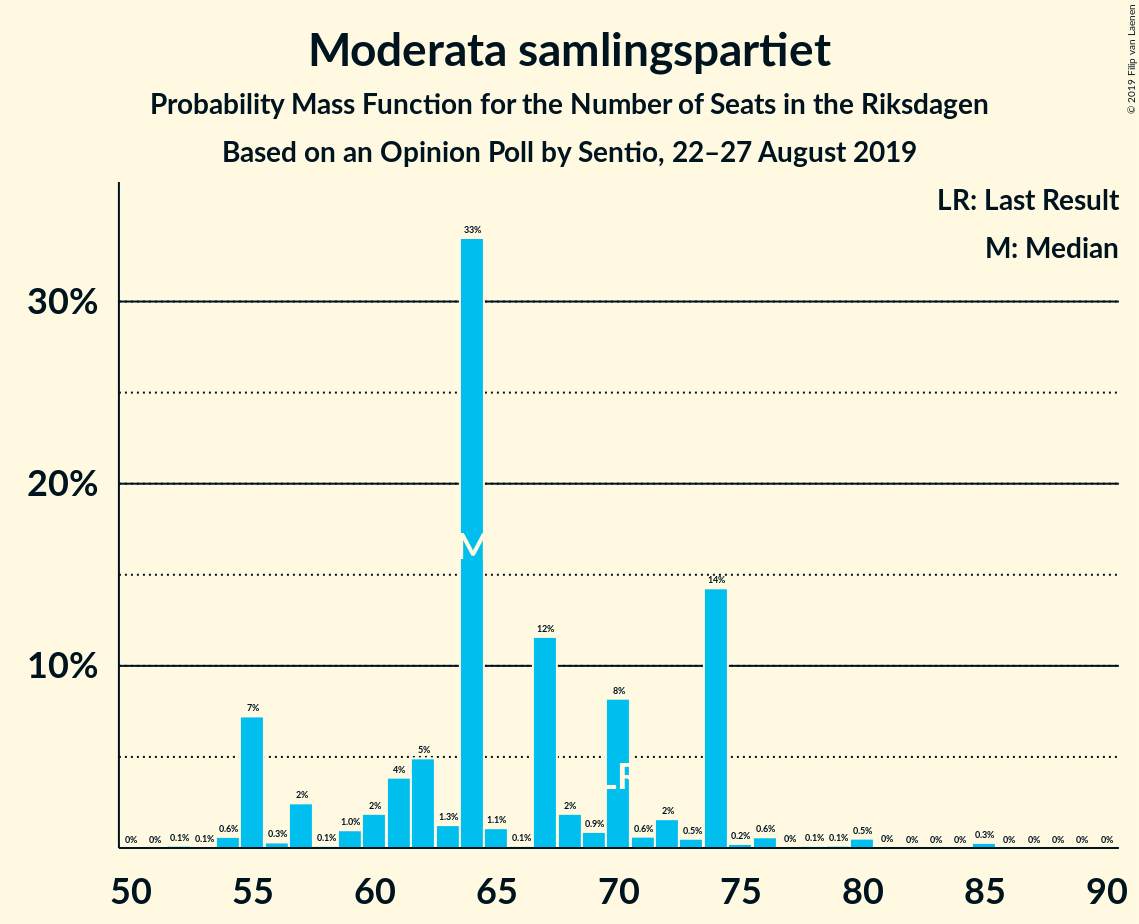 Moderata samlingspartiet
Probability Mass Function for the Number of Seats in the Riksdagen
Based on an Opinion Poll by Sentio, 22–27 August 2019
© 2019 Filip van Laenen
LR: Last Result
M: Median
30%
20%
10%
0% 0% 0.1% 0.1% 0.6% 7% 0.3% 2% 0.1% 1.0% 2% 4% 5% 1.3% 33% 1.1% 0.1% 12% 2% 0.9% 8% 0.6% 2% 0.5% 14% 0.2% 0.6% 0% 0.1% 0.1% 0.5% 0% 0% 0% 0% 0.3% 0% 0% 0% 0% 0%
M
LR
50 55 60 65 70 75 80 85 90